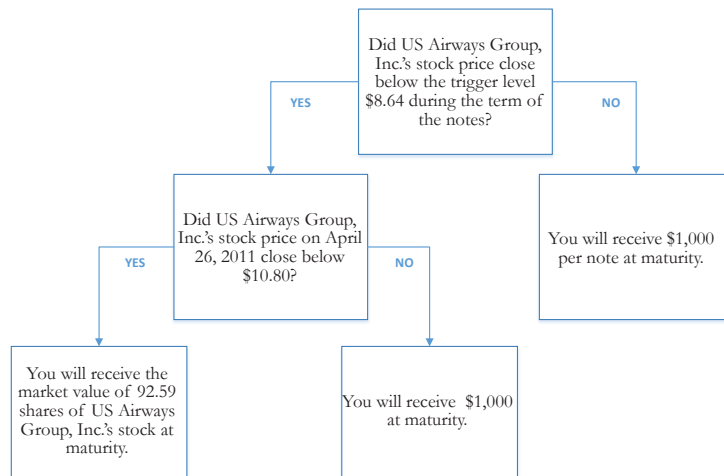 Did US Airways Group,
Inc.'s stock price close
below the trigger level
$8.64 during the term of
the notes?
YES
NO
Did US Airways Group,
Inc.'s stock price on April
26, 2011 close below
$10.80?
You will receive $1,000
per note at maturity.
YES
NO
You will receive the
market value of 92.59
shares of US Airways
Group, Inc.'s stock at
maturity.
You will receive $1,000
at maturity.